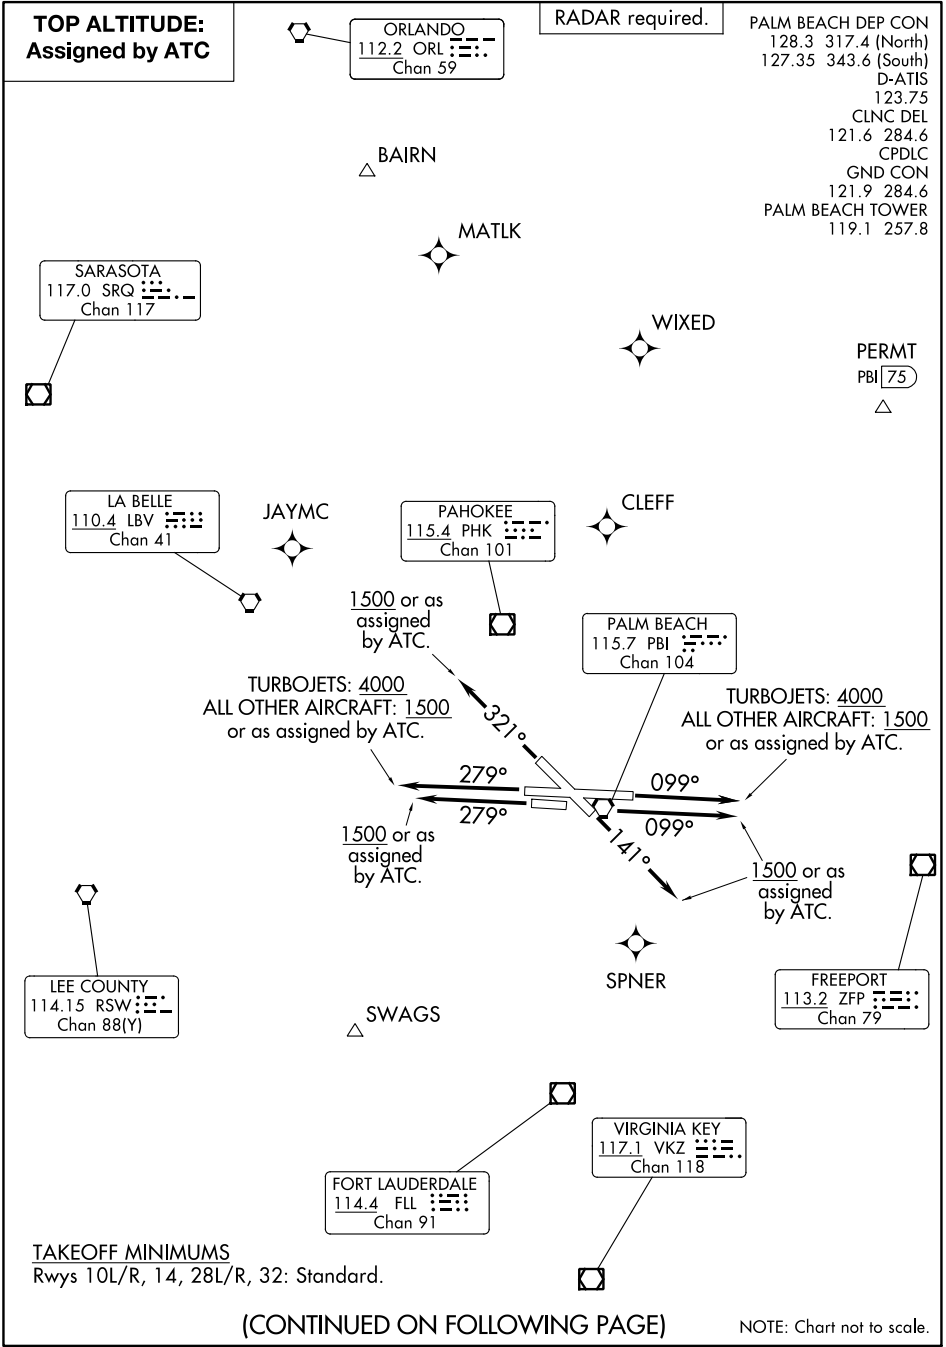 TOP ALTITUDE:
Assigned by ATC
ORLANDO
112.2 ORL
Chan 59
RADAR required.
PALM BEACH DEP CON
128.3 317.4 (North)
127.35 343.6 (South)
D-ATIS
123.75
CLNC DEL
121.6 284.6
CPDLC
GND CON
121.9 284.6
PALM BEACH TOWER
119.1 257.8
BAIRN
MATLK
SARASOTA
117.0 SRQ
Chan 117
WIXED
PERMT
PBI 75
LA BELLE
110.4 LBV
Chan 41
JAYMC
PAHOKEE
115.4 PHK
Chan 101
CLEFF
1500 or as
assigned
by ATC.
PALM BEACH
115.7 PBI
Chan 104
TURBOJETS: 4000
ALL OTHER AIRCRAFT: 1500
or as assigned by ATC.
TURBOJETS: 4000
ALL OTHER AIRCRAFT: 1500
or as assigned by ATC.
321°
279°
099°
279°
099°
141°
1500 or as
assigned
by ATC.
1500 or as
assigned
by ATC.
LEE COUNTY
114.15 RSW
Chan 88(Y)
SPNER
FREEPORT
113.2 ZFP
Chan 79
SWAGS
VIRGINIA KEY
117.1 VKZ
Chan 118
FORT LAUDERDALE
114.4 FLL
Chan 91
TAKEOFF MINIMUMS
Rwys 10L/R, 14, 28L/R, 32: Standard.
(CONTINUED ON FOLLOWING PAGE)
NOTE: Chart not to scale.